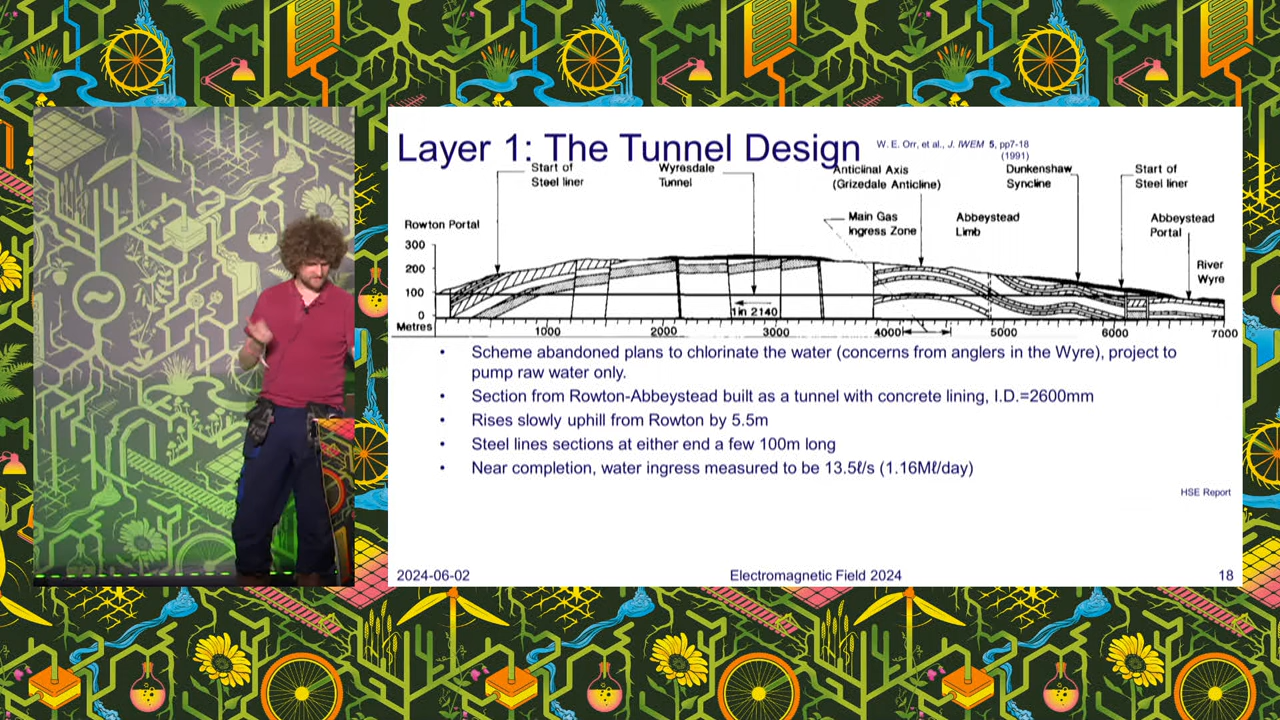 Layer 1: The Tunnel Design
W. E. Orr, et al., J. IWEM 5, pp7-18
(1991)
Start of
Steel liner
Wyresdale
Tunnel
Anticlinal Axis
(Grizedale Anticline)
Dunkenshaw
Syncline
Start of
Steel liner
Rowton Portal
Main Gas
Ingress Zone
Abbeystead
Limb
Abbeystead
Portal
River
Wyre
300
200
100
0
1 in 2140
Metres
1000
2000
3000
4000
5000
6000
7000
• Scheme abandoned plans to chlorinate the water (concerns from anglers in the Wyre), project to
pump raw water only.
• Section from Rowton-Abbeystead built as a tunnel with concrete lining, I.D.=2600mm
• Rises slowly uphill from Rowton by 5.5m
• Steel lines sections at either end a few 100m long
• Near completion, water ingress measured to be 13.5ℓ/s (1.16Mℓ/day)
HSE Report
2024-06-02
Electromagnetic Field 2024
18